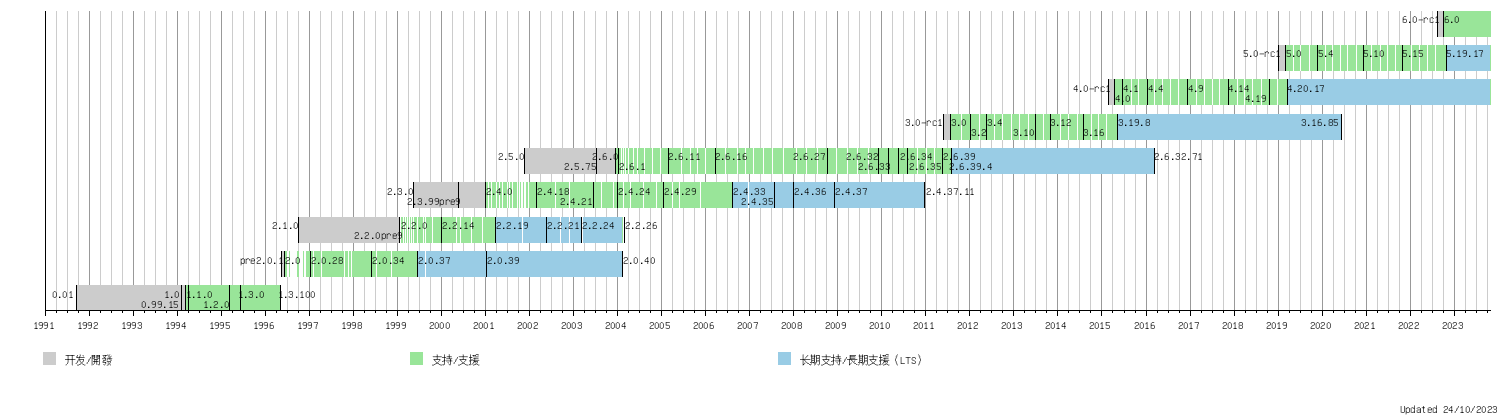 6.0-rc1 6.0
5.0-rc1 5.0 5.4 5.10 5.15 5.19.17
4.0-rc1 4.1 4.4 4.9 4.14 4.20.17
4.0 4.19
3.0-rc1 3.0 3.4 3.12 3.19.8 3.16.85
3.2 3.10 3.16
2.5.0 2.6.0 2.6.11 2.6.16 2.6.27 2.6.32 2.6.34 2.6.39 2.6.32.71
2.5.75 2.6.1 2.6.33 2.6.35 2.6.39.4
2.3.0 2.4.0 2.4.18 2.4.24 2.4.29 2.4.33 2.4.36 2.4.37 2.4.37.11
2.3.99pre9 2.4.21 2.4.35
2.1.0 2.2.0 2.2.14 2.2.19 2.2.21 2.2.24 2.2.26
2.2.0pre9
pre2.0.1 2.0 2.0.28 2.0.34 2.0.37 2.0.39 2.0.40
0.01 1.0 1.1.0 1.3.0 1.3.100
0.99.15 1.2.0
1991 1992 1993 1994 1995 1996 1997 1998 1999 2000 2001 2002 2003 2004 2005 2006 2007 2008 2009 2010 2011 2012 2013 2014 2015 2016 2017 2018 2019 2020 2021 2022 2023
开发/開發 支持/支援 长期支持/長期支援（LTS）
Updated 24/10/2023